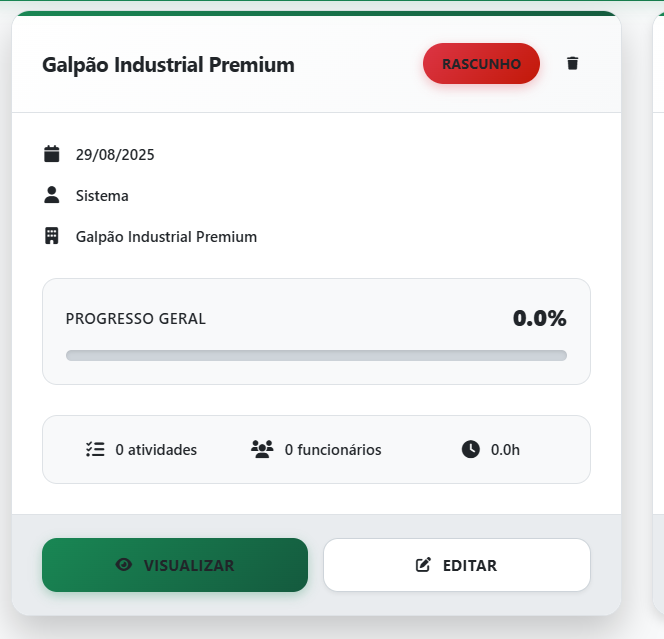 Galpão Industrial Premium
RASCUNHO
29/08/2025
Sistema
Galpão Industrial Premium
PROGRESSO GERAL
0.0%
0 atividades
0 funcionários
0.0h
VISUALIZAR
EDITAR